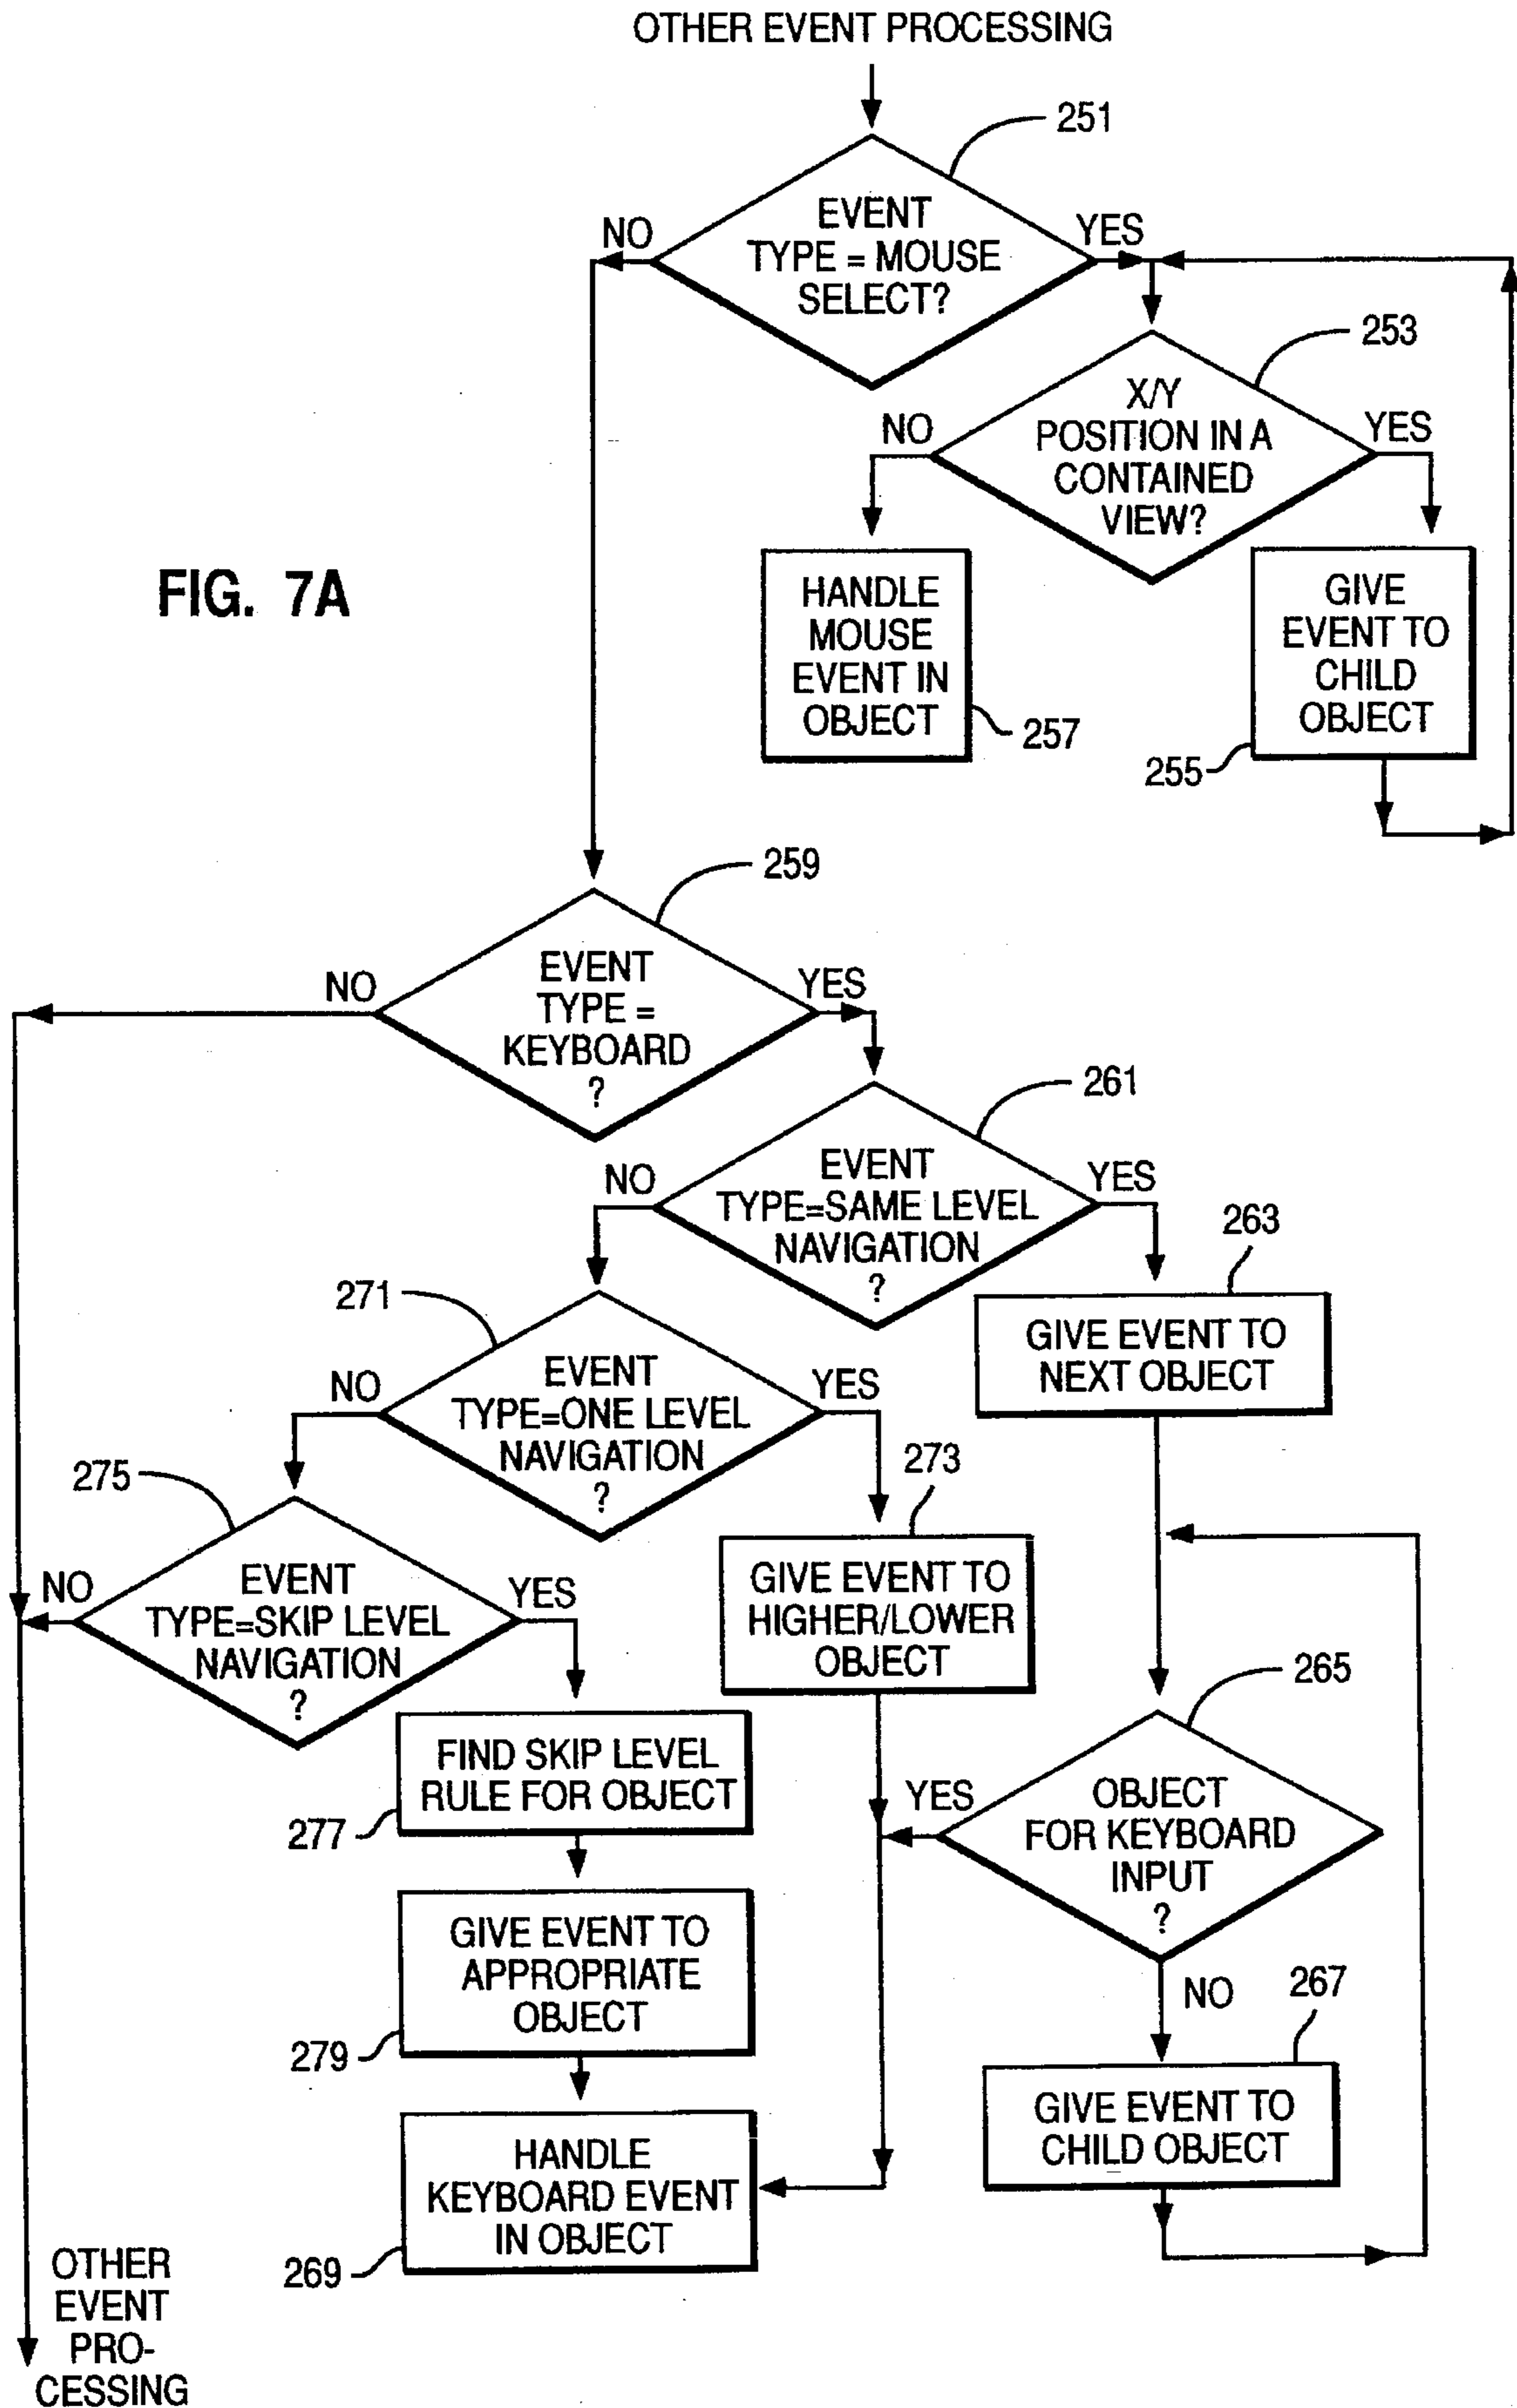 OTHER EVENT PROCESSING
251
EVENT
TYPE = MOUSE
SELECT?
NO
YES
253
X/Y
POSITION IN A
CONTAINED
VIEW?
NO
YES
FIG. 7A
HANDLE
MOUSE
EVENT IN
OBJECT
257
GIVE
EVENT TO
CHILD
OBJECT
255
259
EVENT
TYPE =
KEYBOARD
?
NO
YES
261
EVENT
TYPE=SAME LEVEL
NAVIGATION
?
NO
YES
263
GIVE EVENT TO
NEXT OBJECT
271
EVENT
TYPE=ONE LEVEL
NAVIGATION
?
NO
YES
273
GIVE EVENT TO
HIGHER/LOWER
OBJECT
275
EVENT
TYPE=SKIP LEVEL
NAVIGATION
?
NO
YES
265
OBJECT
FOR KEYBOARD
INPUT
?
YES
NO
FIND SKIP LEVEL
RULE FOR OBJECT
277
GIVE EVENT TO
APPROPRIATE
OBJECT
279
267
GIVE EVENT TO
CHILD OBJECT
HANDLE
KEYBOARD EVENT
IN OBJECT
269
OTHER
EVENT
PRO-
CESSING